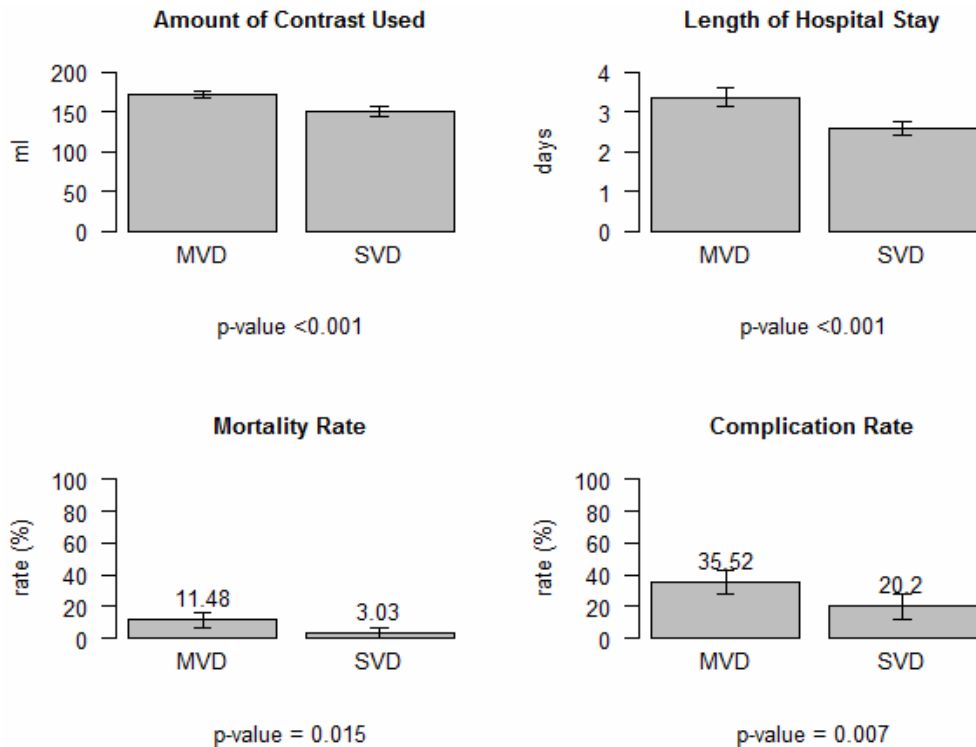 Amount of Contrast Used
200
150
100
50
0
ml
MVD SVD
p-value <0.001
Length of Hospital Stay
4
3
2
1
0
days
MVD SVD
p-value <0.001
Mortality Rate
100
80
60
40
20
0
rate (%)
11.48 3.03
MVD SVD
p-value = 0.015
Complication Rate
100
80
60
40
20
0
rate (%)
35.52 20.2
MVD SVD
p-value = 0.007